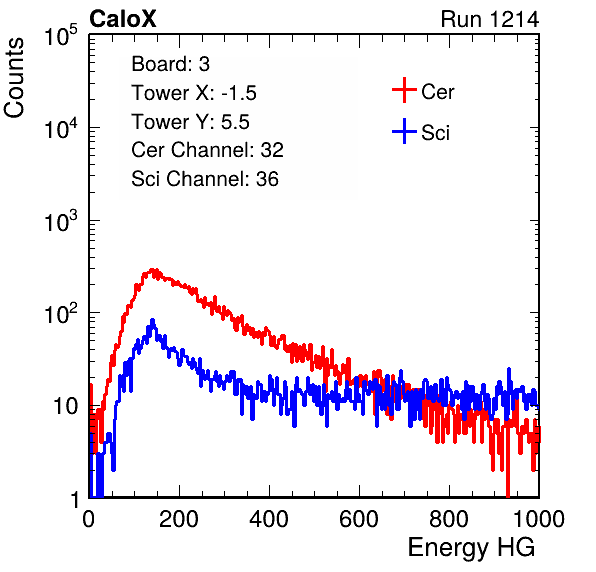 CaloX Run 1214
Counts
10^5
10^4
10^3
10^2
10
1
Board: 3
Tower X: -1.5
Tower Y: 5.5
Cer Channel: 32
Sci Channel: 36
Cer
Sci
0 200 400 600 800 1000
Energy HG